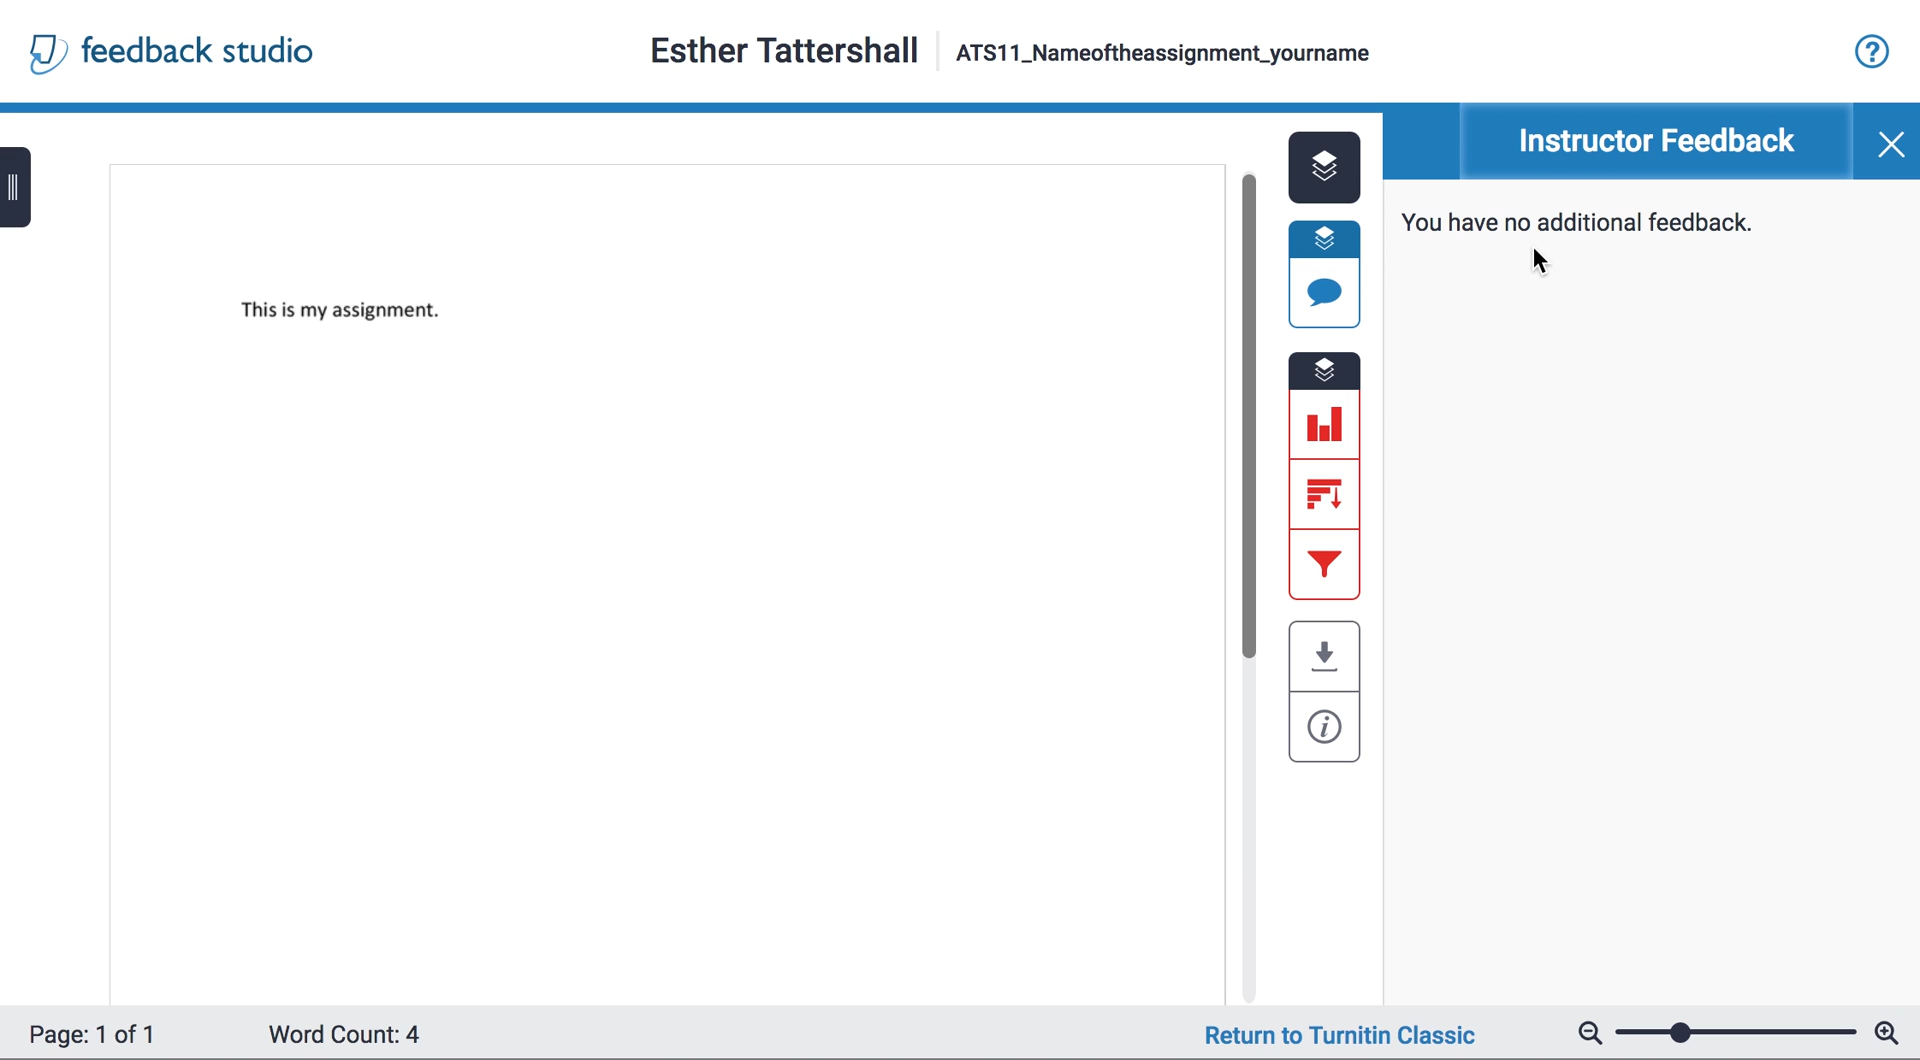 feedback studio
Esther Tattershall
ATS11_Nameoftheassignment_yourname
Instructor Feedback
You have no additional feedback.
This is my assignment.
Page: 1 of 1
Word Count: 4
Return to Turnitin Classic